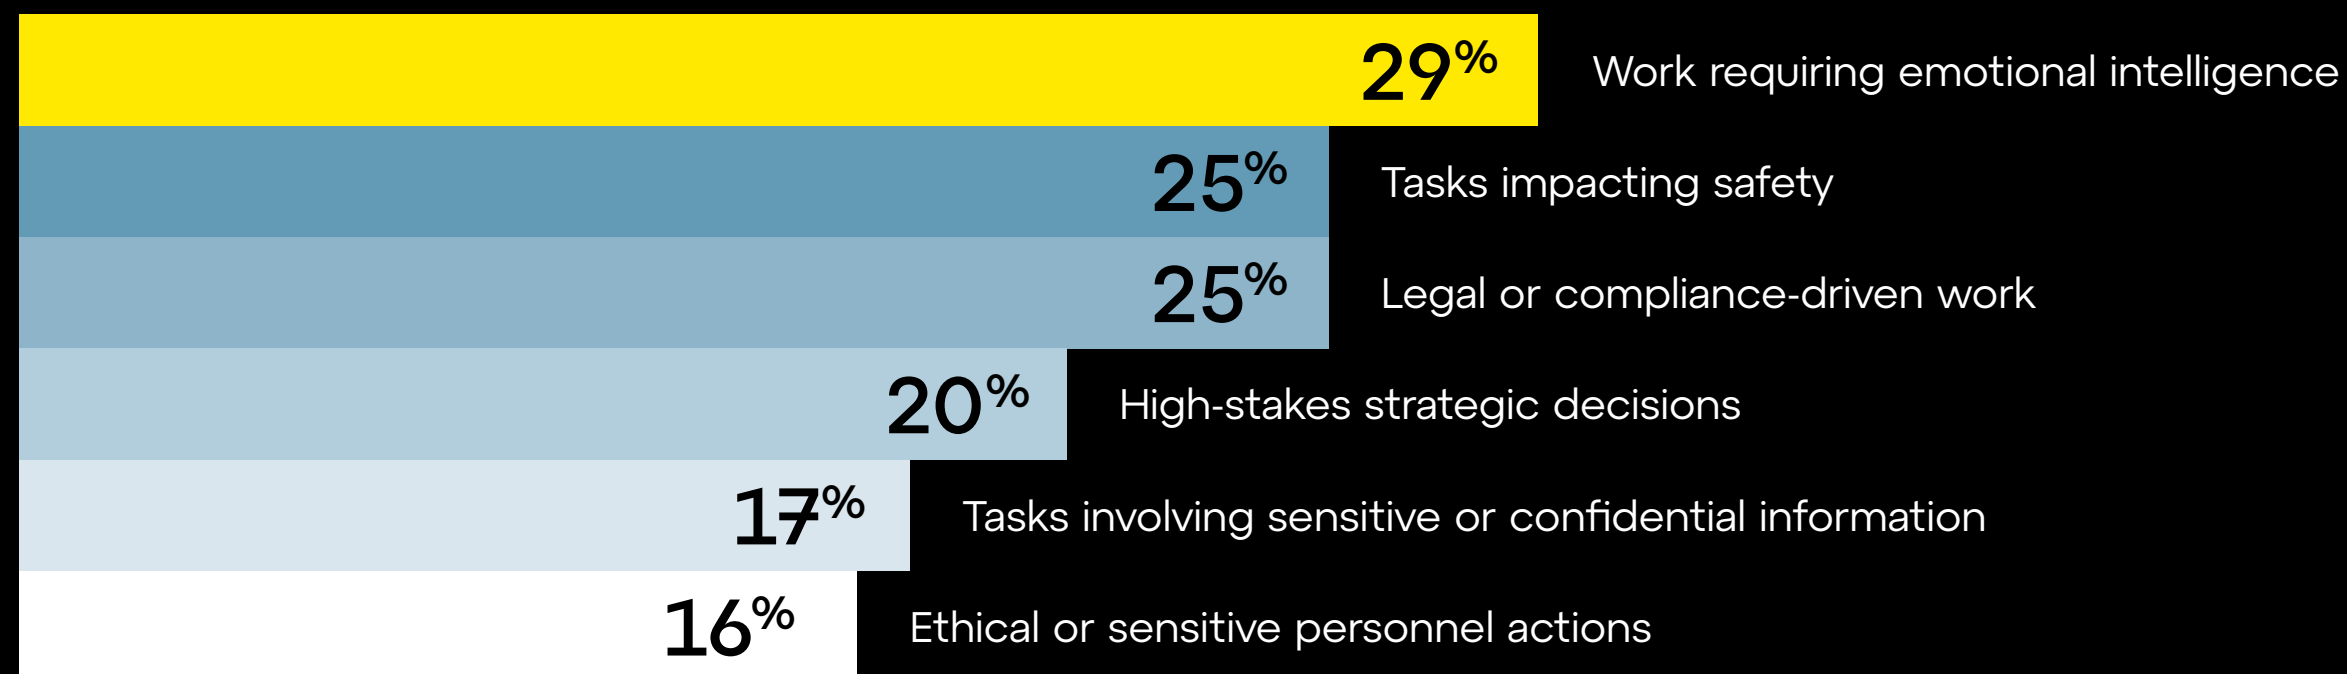 29% Work requiring emotional intelligence
25% Tasks impacting safety
25% Legal or compliance-driven work
20% High-stakes strategic decisions
17% Tasks involving sensitive or confidential information
16% Ethical or sensitive personnel actions